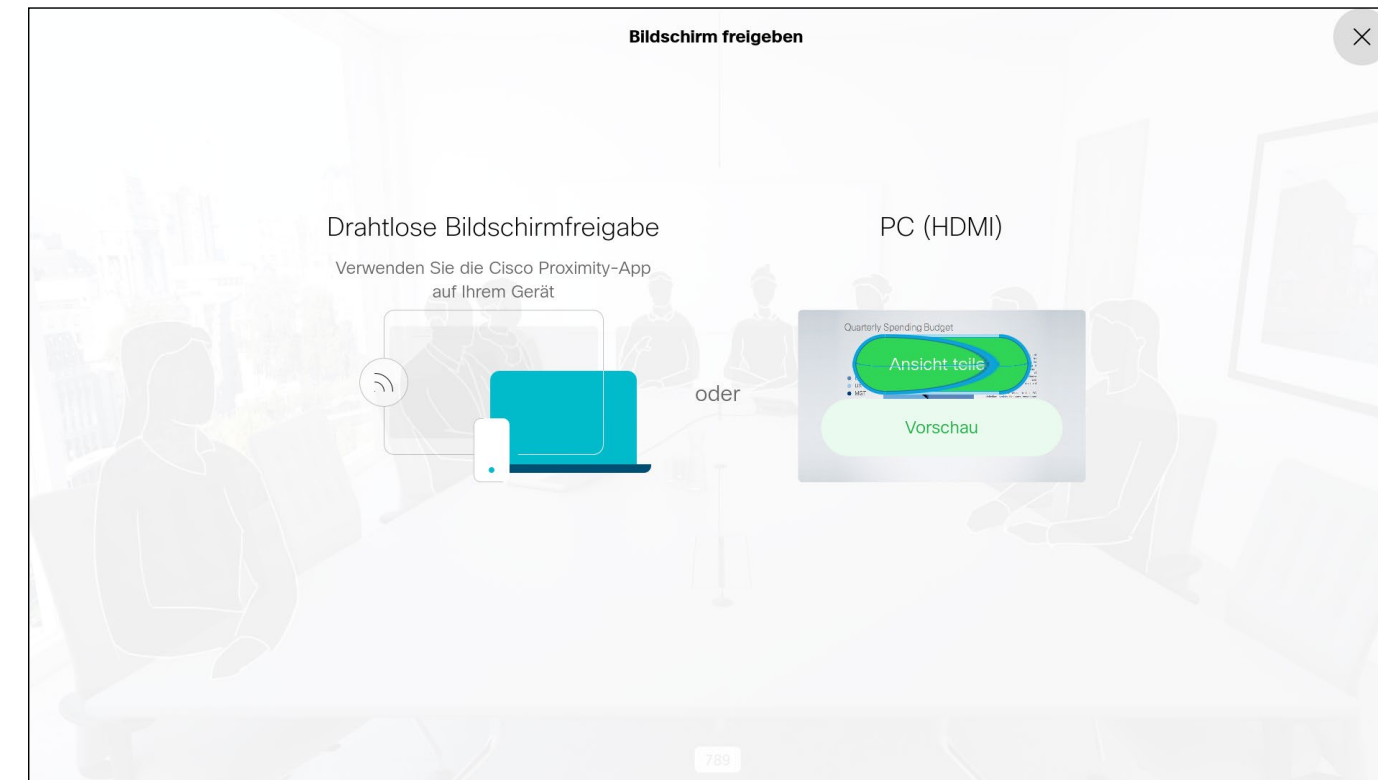 Bildschirm freigeben
Drahtlose Bildschirmfreigabe
Verwenden Sie die Cisco Proximity-App
auf Ihrem Gerät
oder
PC (HDMI)
Quarterly Spending Budget
Ansicht teile
Vorschau
789